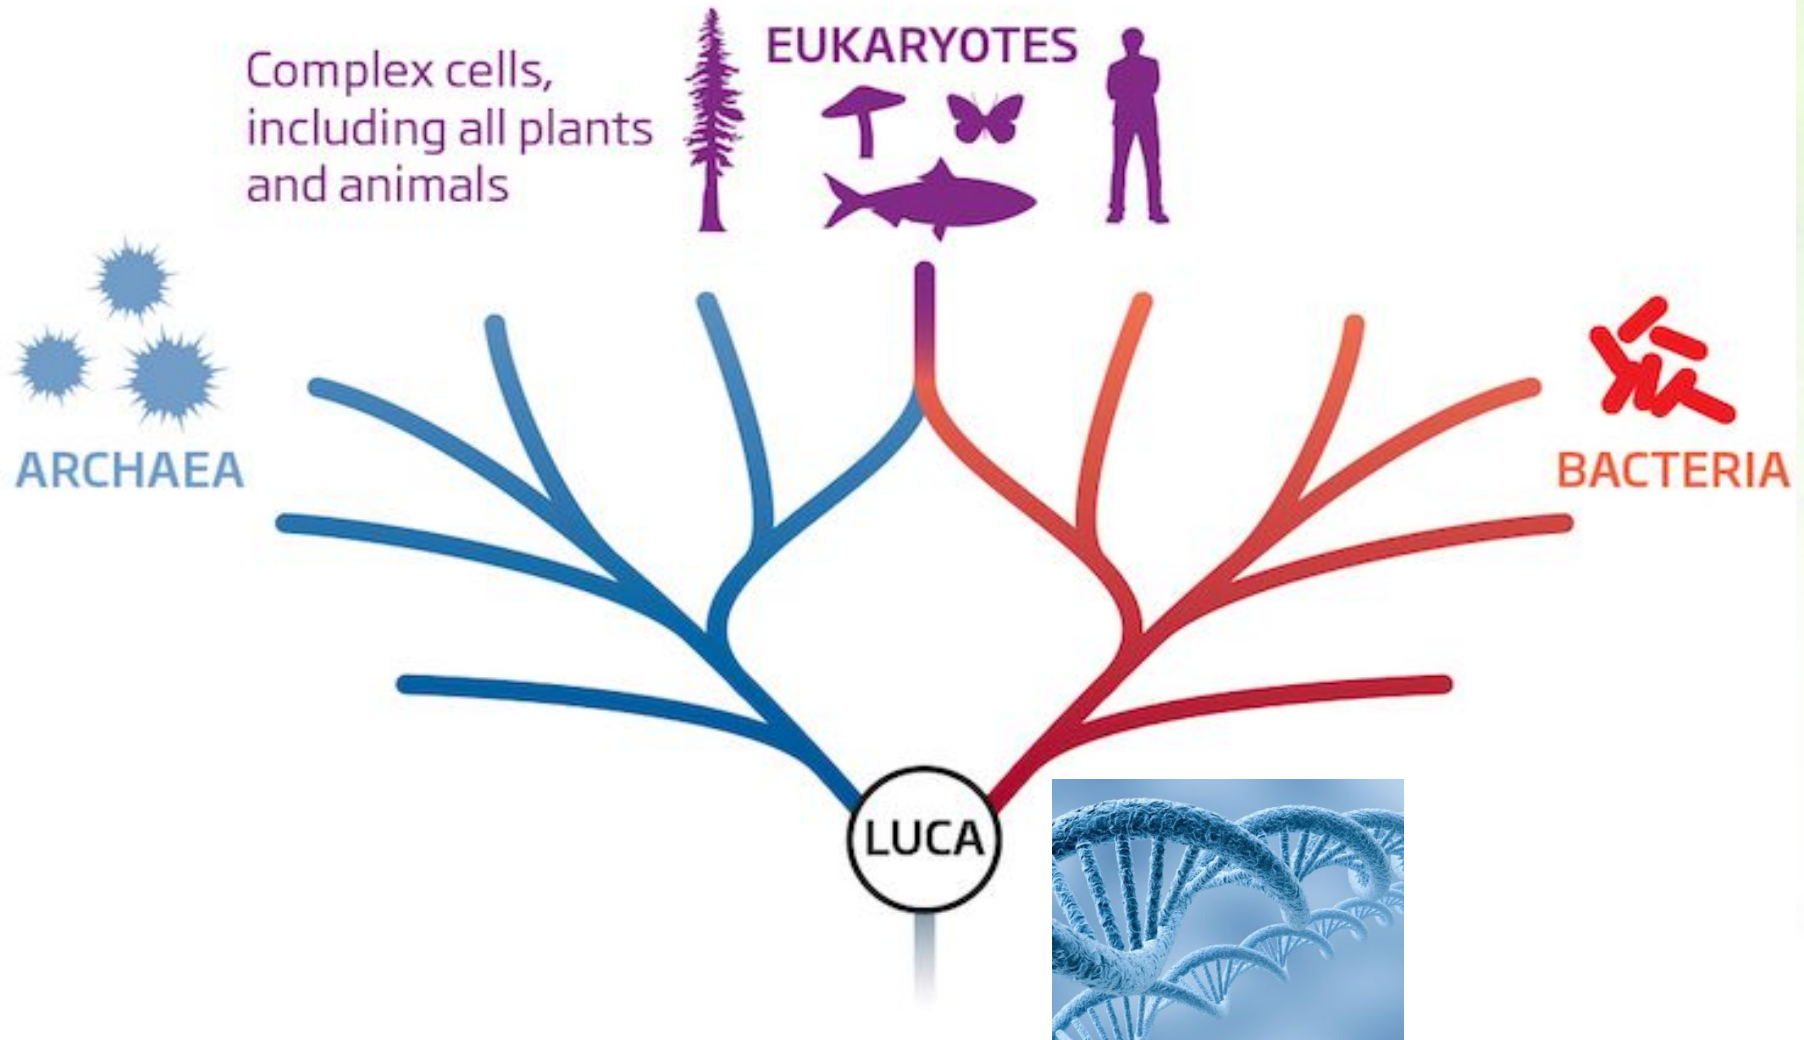 EUKARYOTES
Complex cells,
including all plants
and animals
ARCHAEA
BACTERIA
LUCA